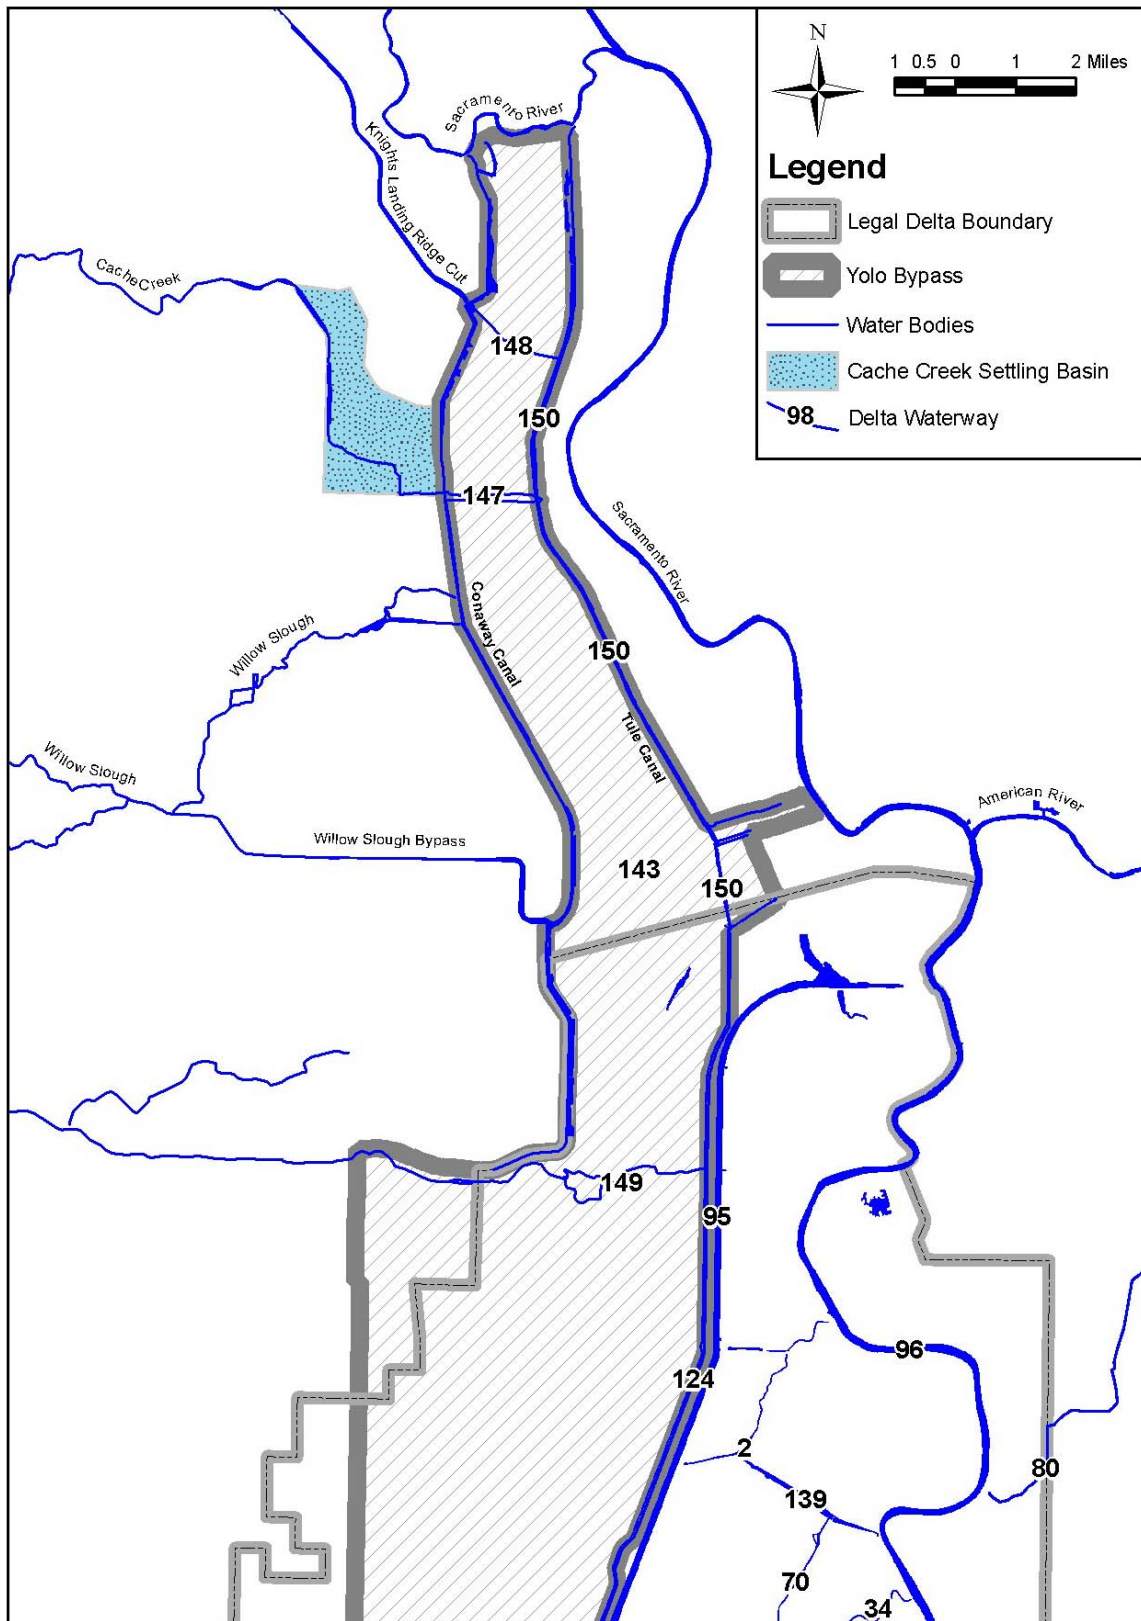 N
1 0.5 0 1 2 Miles
Legend
Legal Delta Boundary
Yolo Bypass
Water Bodies
Cache Creek Settling Basin
98 Delta Waterway
Sacramento River
Knights Landing Ridge Cut
CacheCreek
148
150
147
Sacramento River
Conaway Canal
Willow Slough
150
Tule Canal
Willow Slough
American River
Willow Slough Bypass
143
150
149
95
96
124
2
80
139
70
34